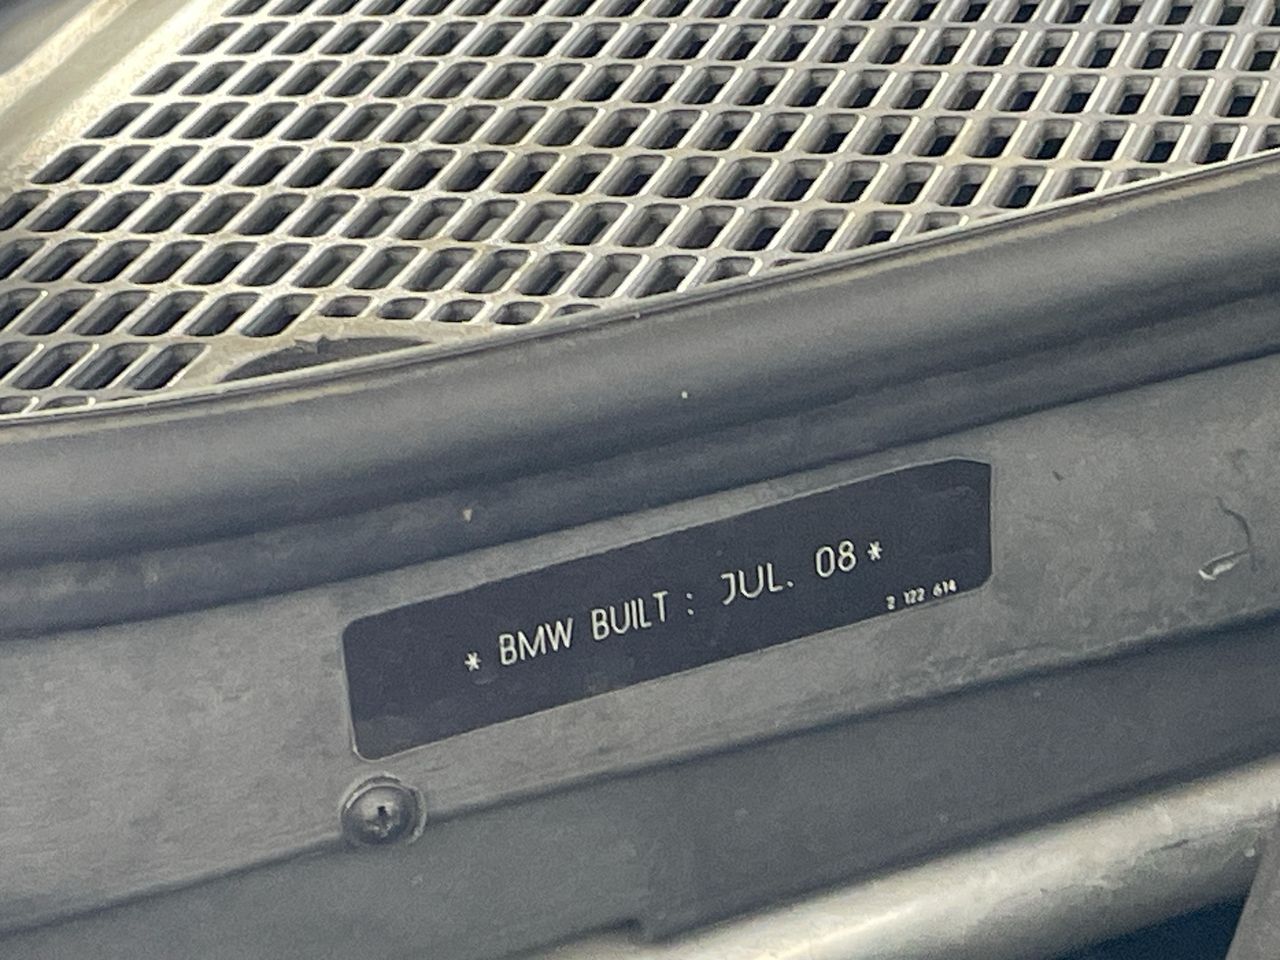 * BMW BUILT : JUL. 08 *
2 122 614